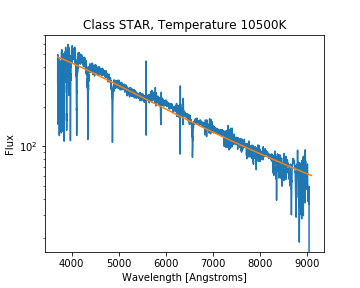 Class STAR, Temperature 10500K
Flux
10²
4000 5000 6000 7000 8000 9000
Wavelength [Angstroms]